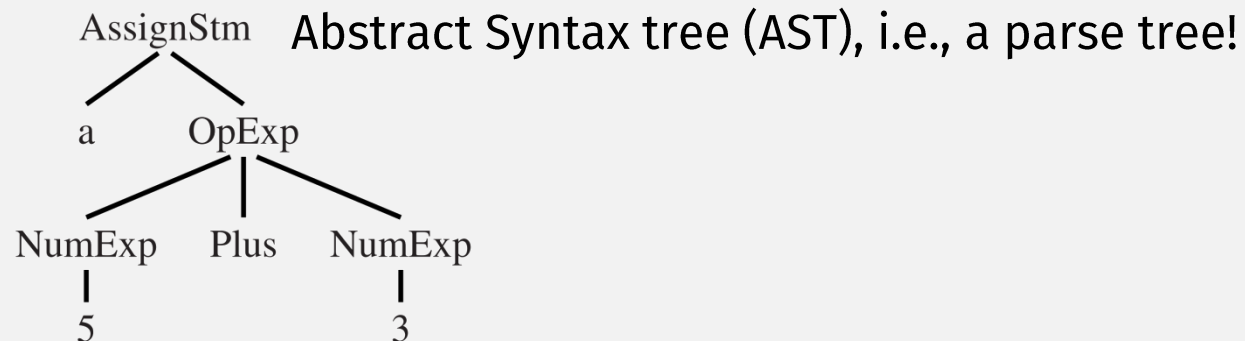 AssignStm Abstract Syntax tree (AST), i.e., a parse tree!
a OpExp
NumExp Plus NumExp
5 3